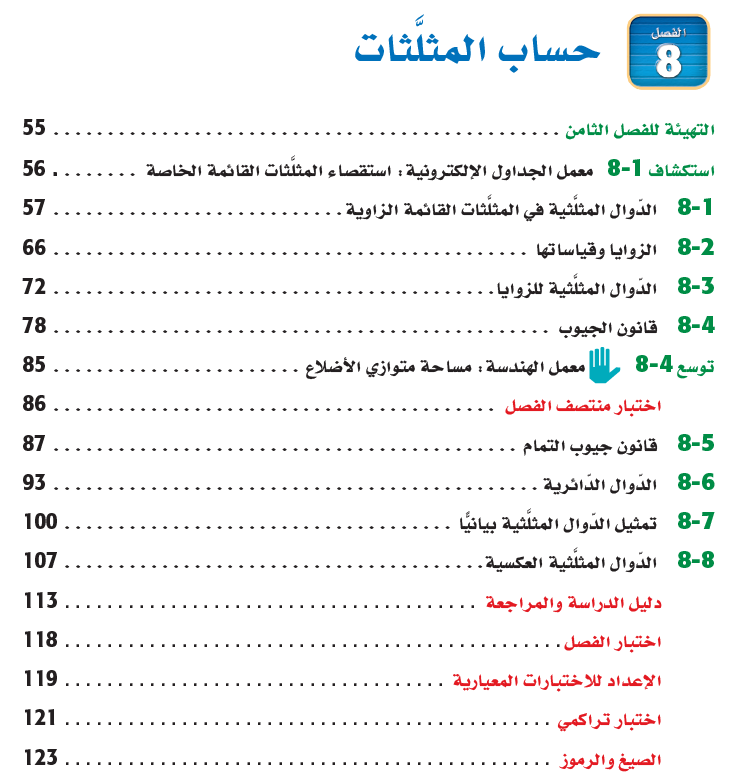 الفصل
8
حساب المثلَّثات
التهيئة للفصل الثامن . . . . . . . . . . . . . . . . . . . . . . . . . . . . . . . . . . . . . . . . . . . . . . . 55
استكشاف 8-1 معمل الجداول الإلكترونية: استقصاء المثلَّثات القائمة الخاصة . . . . . . . . 56
8-1 الدّوال المثلَّثية في المثلَّثات القائمة الزاوية . . . . . . . . . . . . . . . . . . . . . . . . . . . 57
8-2 الزوايا وقياساتها . . . . . . . . . . . . . . . . . . . . . . . . . . . . . . . . . . . . . . . . . . . . 66
8-3 الدّوال المثلَّثية للزوايا . . . . . . . . . . . . . . . . . . . . . . . . . . . . . . . . . . . . . . . . . 72
8-4 قانون الجيوب . . . . . . . . . . . . . . . . . . . . . . . . . . . . . . . . . . . . . . . . . . . . . . 78
توسع 8-4 معمل الهندسة: مساحة متوازي الأضلاع . . . . . . . . . . . . . . . . . . . . . . . 85
اختبار منتصف الفصل . . . . . . . . . . . . . . . . . . . . . . . . . . . . . . . . . . . . . . . . . 86
8-5 قانون جيوب التمام . . . . . . . . . . . . . . . . . . . . . . . . . . . . . . . . . . . . . . . . . . . 87
8-6 الدّوال الدّائرية . . . . . . . . . . . . . . . . . . . . . . . . . . . . . . . . . . . . . . . . . . . . . 93
8-7 تمثيل الدّوال المثلَّثية بيانيًّا . . . . . . . . . . . . . . . . . . . . . . . . . . . . . . . . . . . . 100
8-8 الدّوال المثلَّثية العكسية . . . . . . . . . . . . . . . . . . . . . . . . . . . . . . . . . . . . . . . 107
دليل الدراسة والمراجعة . . . . . . . . . . . . . . . . . . . . . . . . . . . . . . . . . . . . . . 113
اختبار الفصل . . . . . . . . . . . . . . . . . . . . . . . . . . . . . . . . . . . . . . . . . . . . . . 118
الإعداد للاختبارات المعيارية . . . . . . . . . . . . . . . . . . . . . . . . . . . . . . . . . . . 119
اختبار تراكمي . . . . . . . . . . . . . . . . . . . . . . . . . . . . . . . . . . . . . . . . . . . . . 121
الصيغ والرموز . . . . . . . . . . . . . . . . . . . . . . . . . . . . . . . . . . . . . . . . . . . . . 123